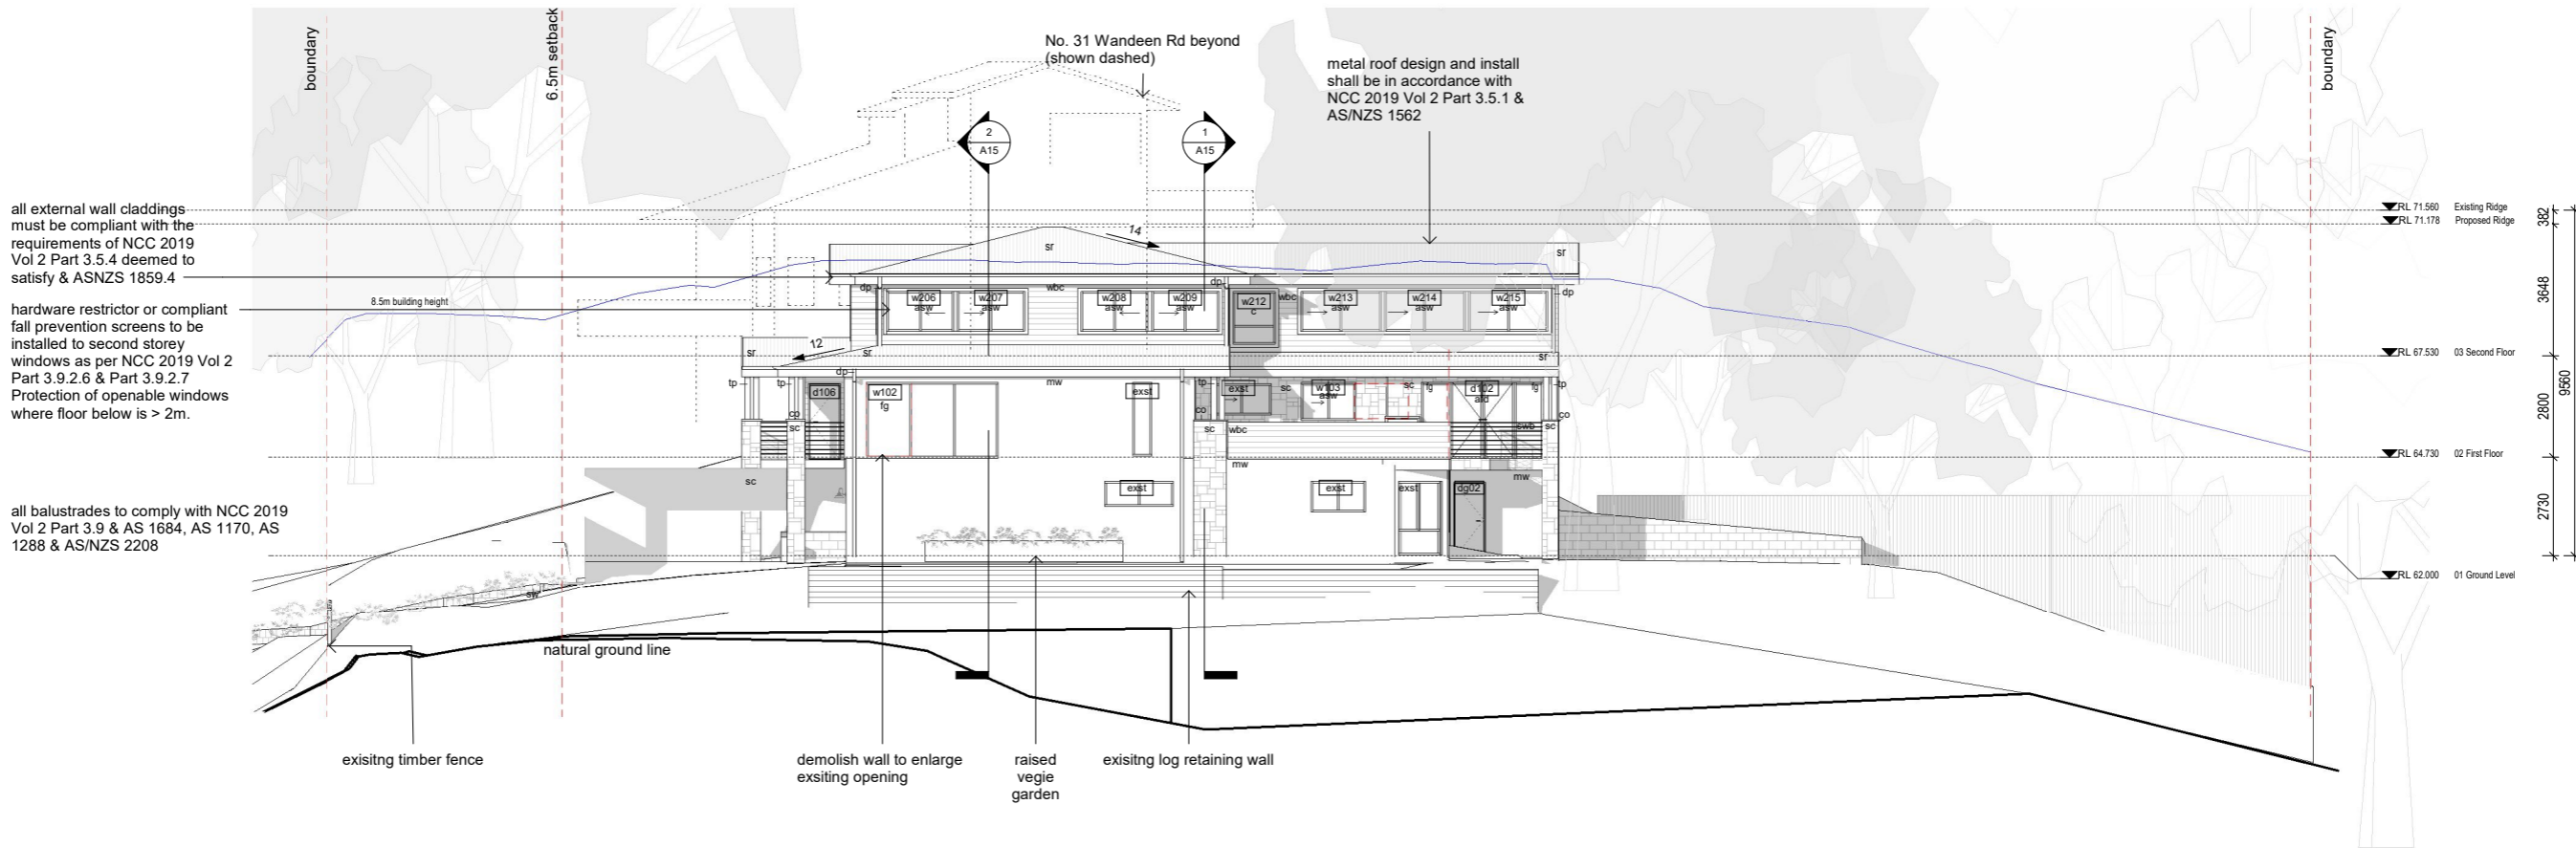 boundary
6.5m setback
No. 31 Wandeen Rd beyond
(shown dashed)
metal roof design and install
shall be in accordance with
NCC 2019 Vol 2 Part 3.5.1 &
AS/NZS 1562
boundary
2
A15
1
A15
all external wall claddings
must be compliant with the
requirements of NCC 2019
Vol 2 Part 3.5.4 deemed to
satisfy & ASNZS 1859.4
hardware restrictor or compliant
fall prevention screens to be
installed to second storey
windows as per NCC 2019 Vol 2
Part 3.9.2.6 & Part 3.9.2.7
Protection of openable windows
where floor below is > 2m.
all balustrades to comply with NCC 2019
Vol 2 Part 3.9 & AS 1684, AS 1170, AS
1288 & AS/NZS 2208
8.5m building height
RL 71.560 Existing Ridge
RL 71.178 Proposed Ridge
RL 67.530 03 Second Floor
RL 64.730 02 First Floor
RL 62.000 01 Ground Level
382
3648
2800
2730
9560
sr
14
sr
dp
wbc
dp
wbc
dp
w206
asw
w207
asw
w208
asw
w209
asw
w212
c
w213
asw
w214
asw
w215
asw
sr
12
sr
sr
dp
tp
tp
d106
w102
fg
mw
exst
tp
exst
sc
w103
asw
sc
fg
d102
afd
fg
tp
co
co
co
sc
sc
wbc
swb
sc
mw
sc
exst
exst
exst
dg02
mw
sw
natural ground line
exisitng timber fence
demolish wall to enlarge
exsiting opening
raised
vegie
garden
exisitng log retaining wall